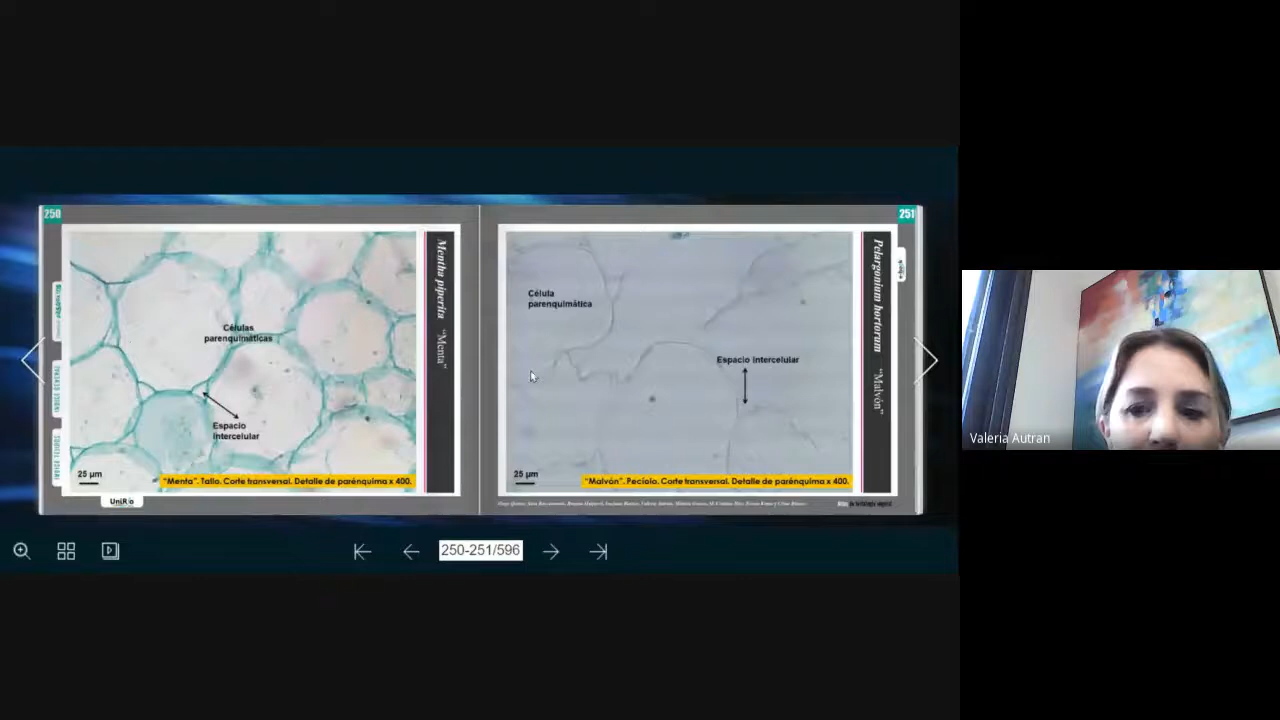 250
Mentha piperita "Menta"
Células
parenquimáticas
Espacio
intercelular
25 µm
"Menta". Tallo. Corte transversal. Detalle de parénquima x 400.
UniRío
251
Pelargonium hortorum "Malvón"
Célula
parenquimática
Espacio intercelular
25 µm
"Malvón". Pecíolo. Corte transversal. Detalle de parénquima x 400.
250-251/596
Valeria Autran